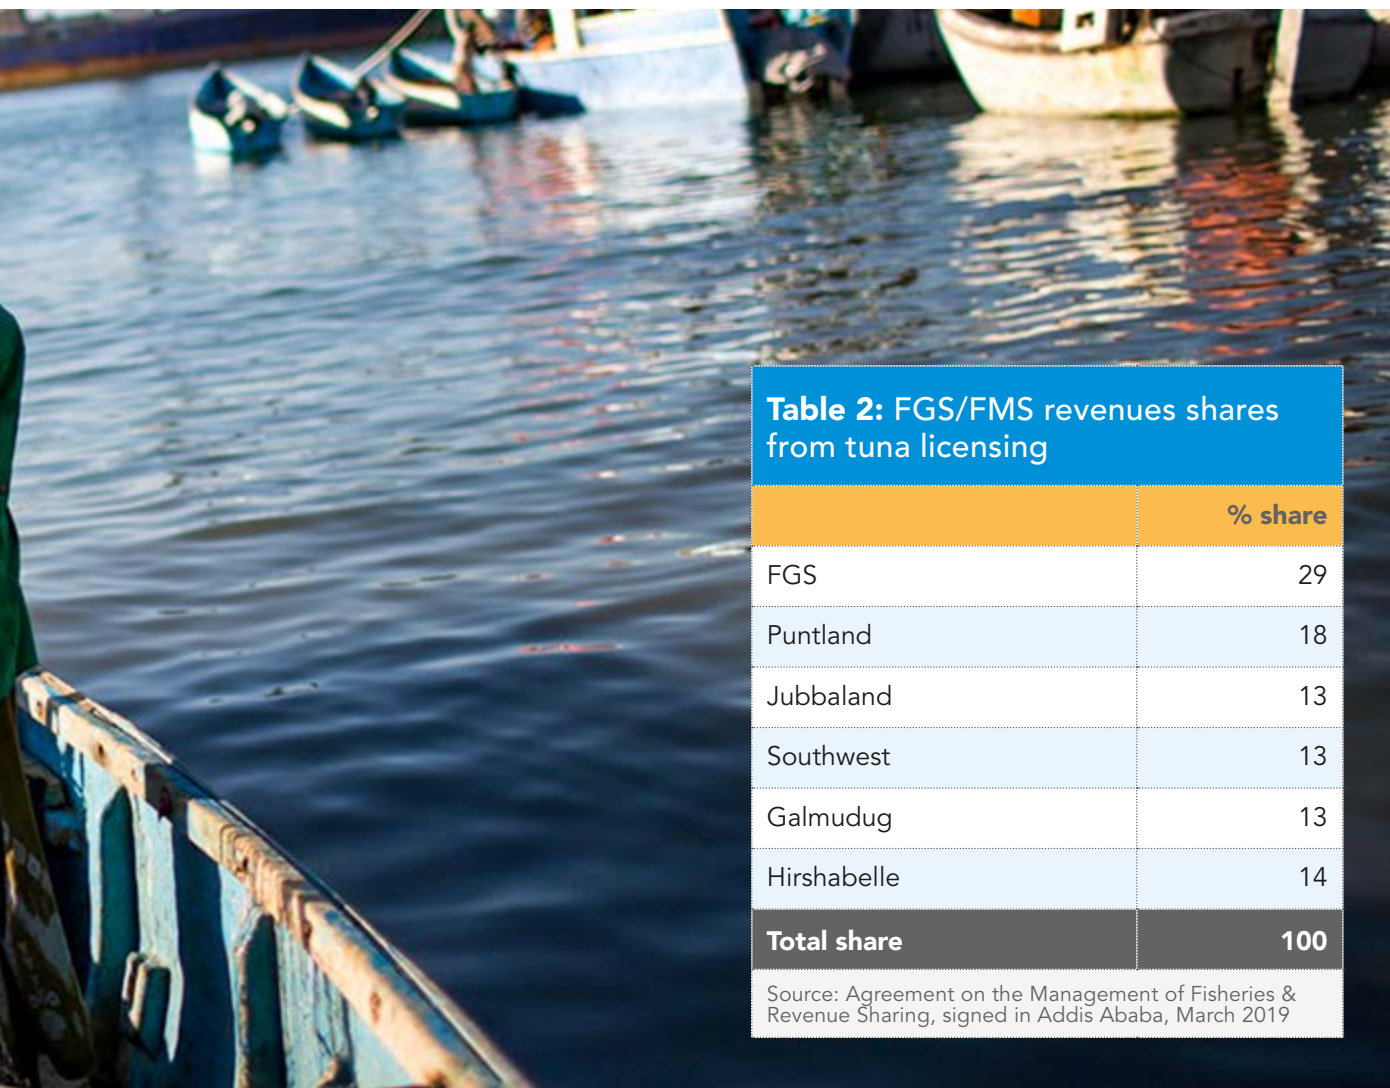 Table 2: FGS/FMS revenues shares
from tuna licensing
% share
FGS 29
Puntland 18
Jubbaland 13
Southwest 13
Galmudug 13
Hirshabelle 14
Total share 100
Source: Agreement on the Management of Fisheries &
Revenue Sharing, signed in Addis Ababa, March 2019